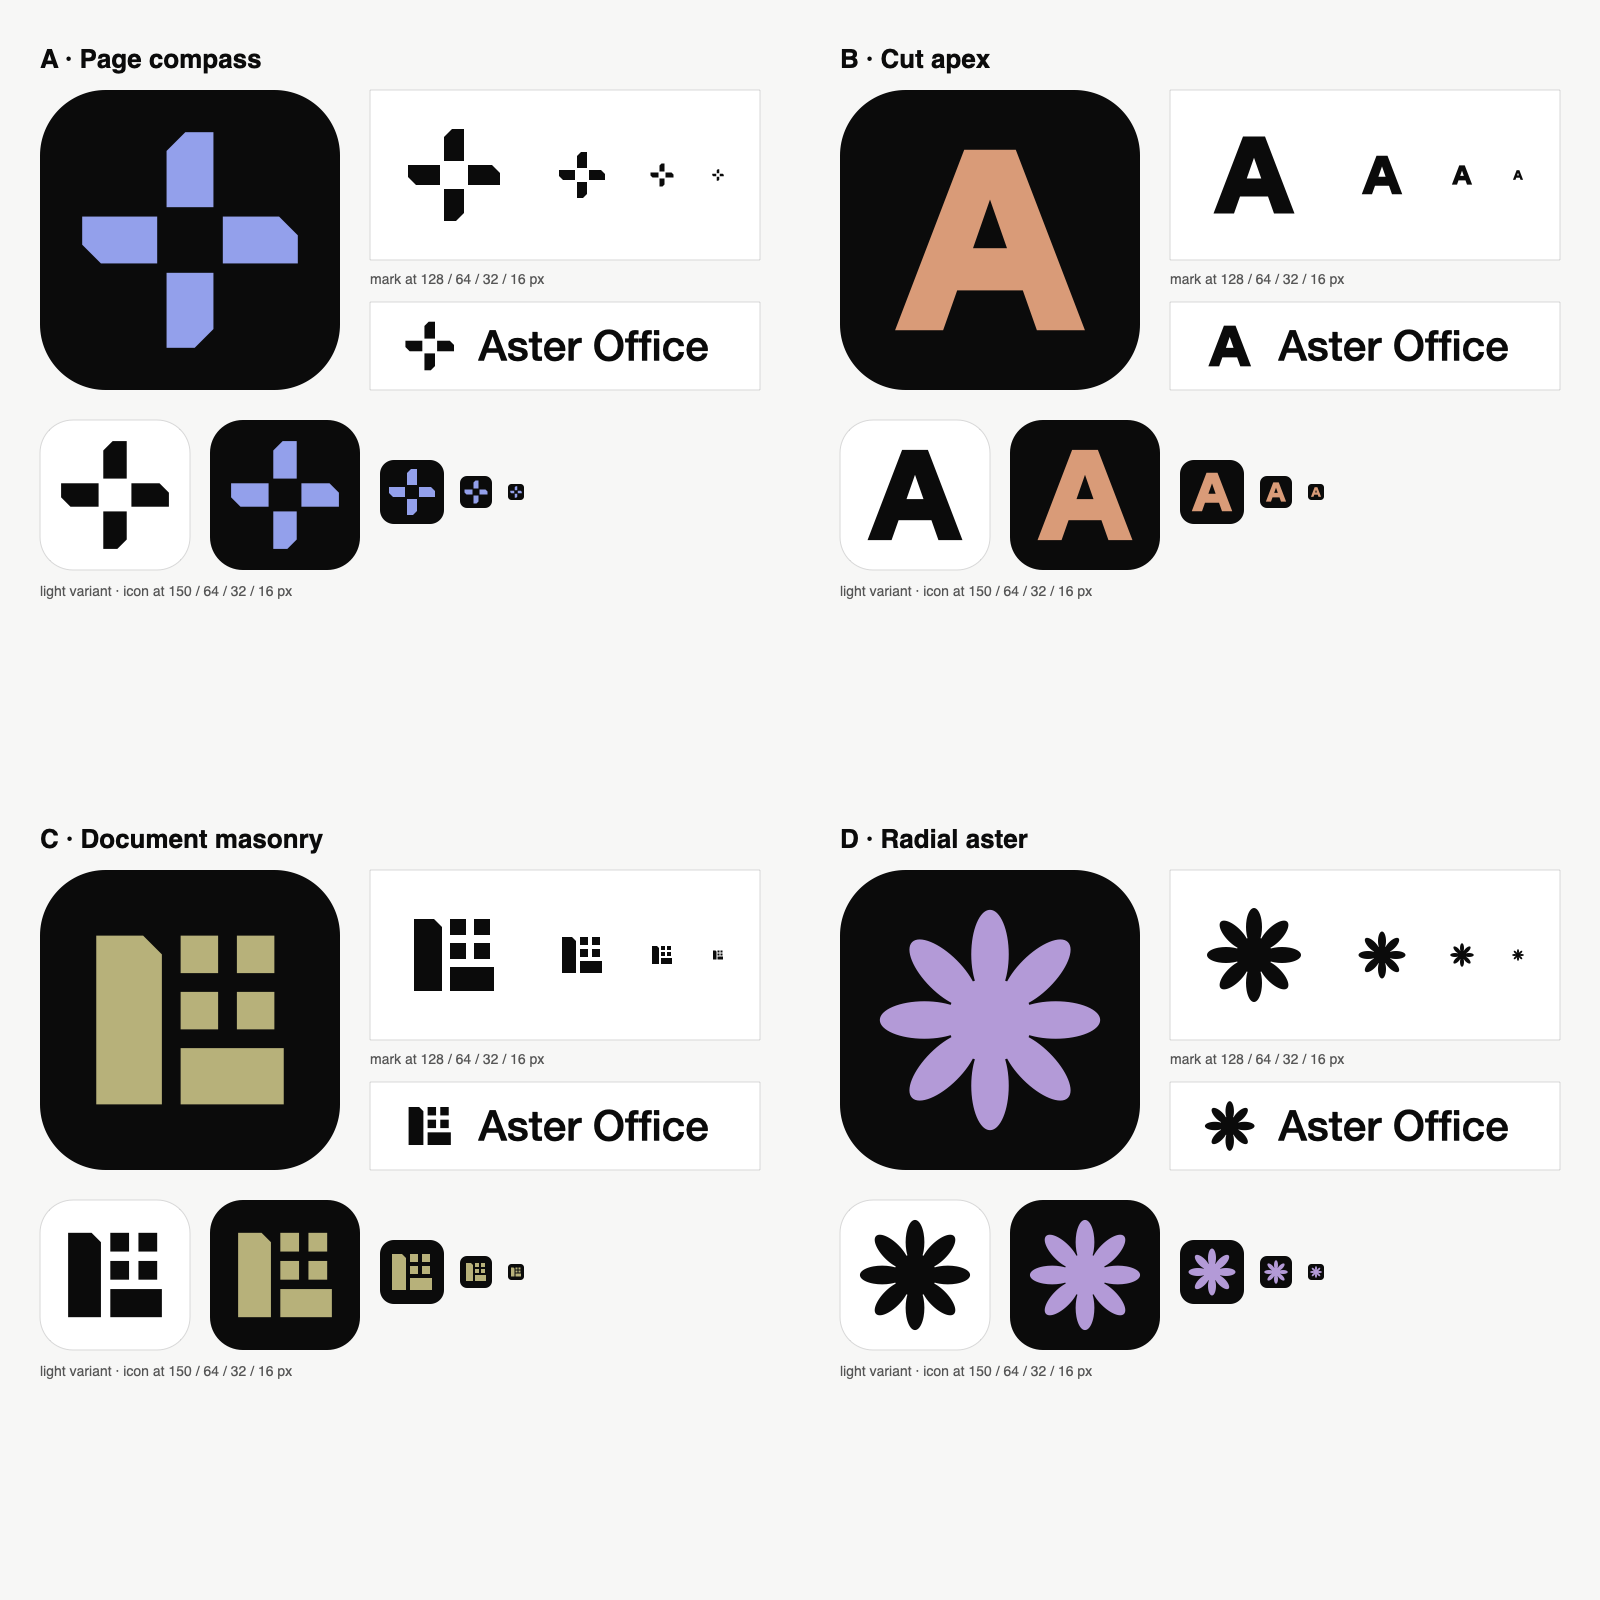 A · Page compass
mark at 128 / 64 / 32 / 16 px
Aster Office
light variant · icon at 150 / 64 / 32 / 16 px
B · Cut apex
A
A A A A
mark at 128 / 64 / 32 / 16 px
A Aster Office
A A A A A
light variant · icon at 150 / 64 / 32 / 16 px
C · Document masonry
mark at 128 / 64 / 32 / 16 px
Aster Office
light variant · icon at 150 / 64 / 32 / 16 px
D · Radial aster
mark at 128 / 64 / 32 / 16 px
Aster Office
light variant · icon at 150 / 64 / 32 / 16 px